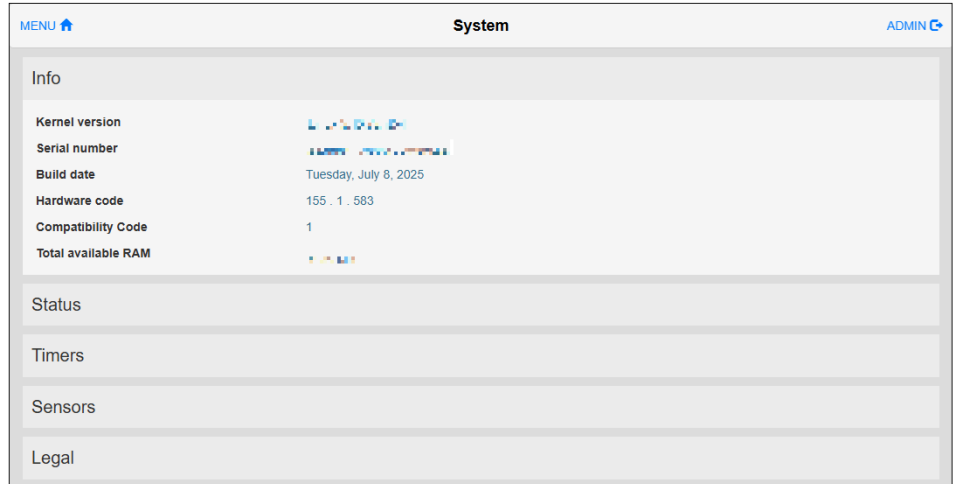 MENU System ADMIN
Info
Kernel version
Serial number
Build date Tuesday, July 8, 2025
Hardware code 155 . 1 . 583
Compatibility Code 1
Total available RAM
Status
Timers
Sensors
Legal